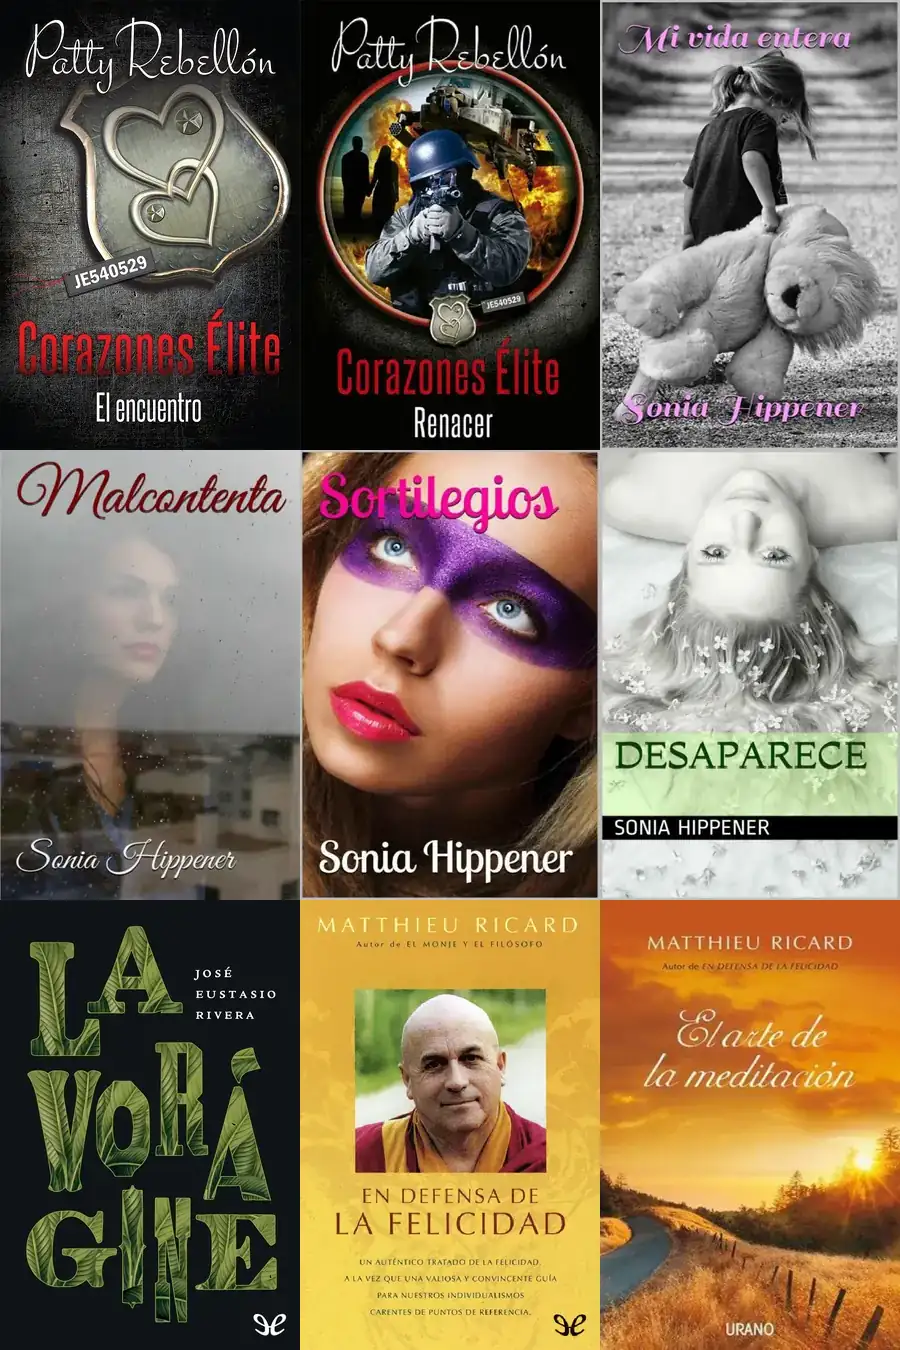 Patty Rebellón
JE540529
Corazones Élite
El encuentro
Patty Rebellón
JE540529
Corazones Élite
Renacer
Mi vida entera
Sonia Hippener
Malcontenta
Sonia Hippener
Sortilegios
Sonia Hippener
DESAPARECE
SONIA HIPPENER
LA
VORÁ
GINE
JOSÉ
EUSTASIO
RIVERA
MATTHIEU RICARD
Autor de EL MONJE Y EL FILÓSOFO
EN DEFENSA DE
LA FELICIDAD
UN AUTÉNTICO TRATADO DE LA FELICIDAD,
A LA VEZ QUE UNA VALIOSA Y CONVINCENTE GUÍA
PARA NUESTROS INDIVIDUALISMOS
CARENTES DE PUNTOS DE REFERENCIA.
MATTHIEU RICARD
Autor de EN DEFENSA DE LA FELICIDAD
El arte de
la meditación
URANO